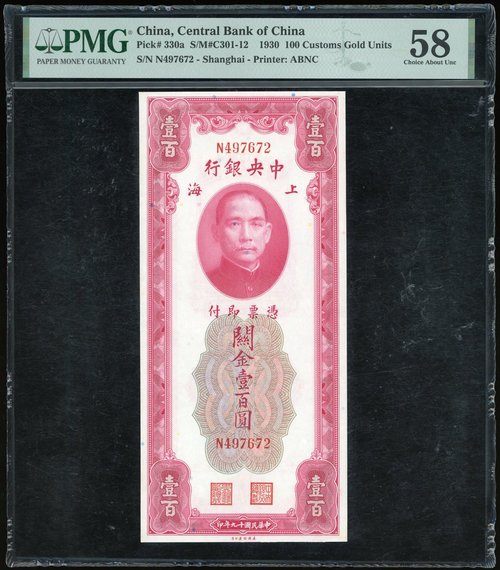 PMG
PAPER MONEY GUARANTY
China, Central Bank of China
Pick# 330a S/M#C301-12 1930 100 Customs Gold Units
S/N N497672 - Shanghai - Printer: ABNC
58
Choice About Unc
壹百
壹百
N497672
行銀央中
海 上
付即票憑
關金壹百圓
N497672
壹百
壹百
印年九十國民華中